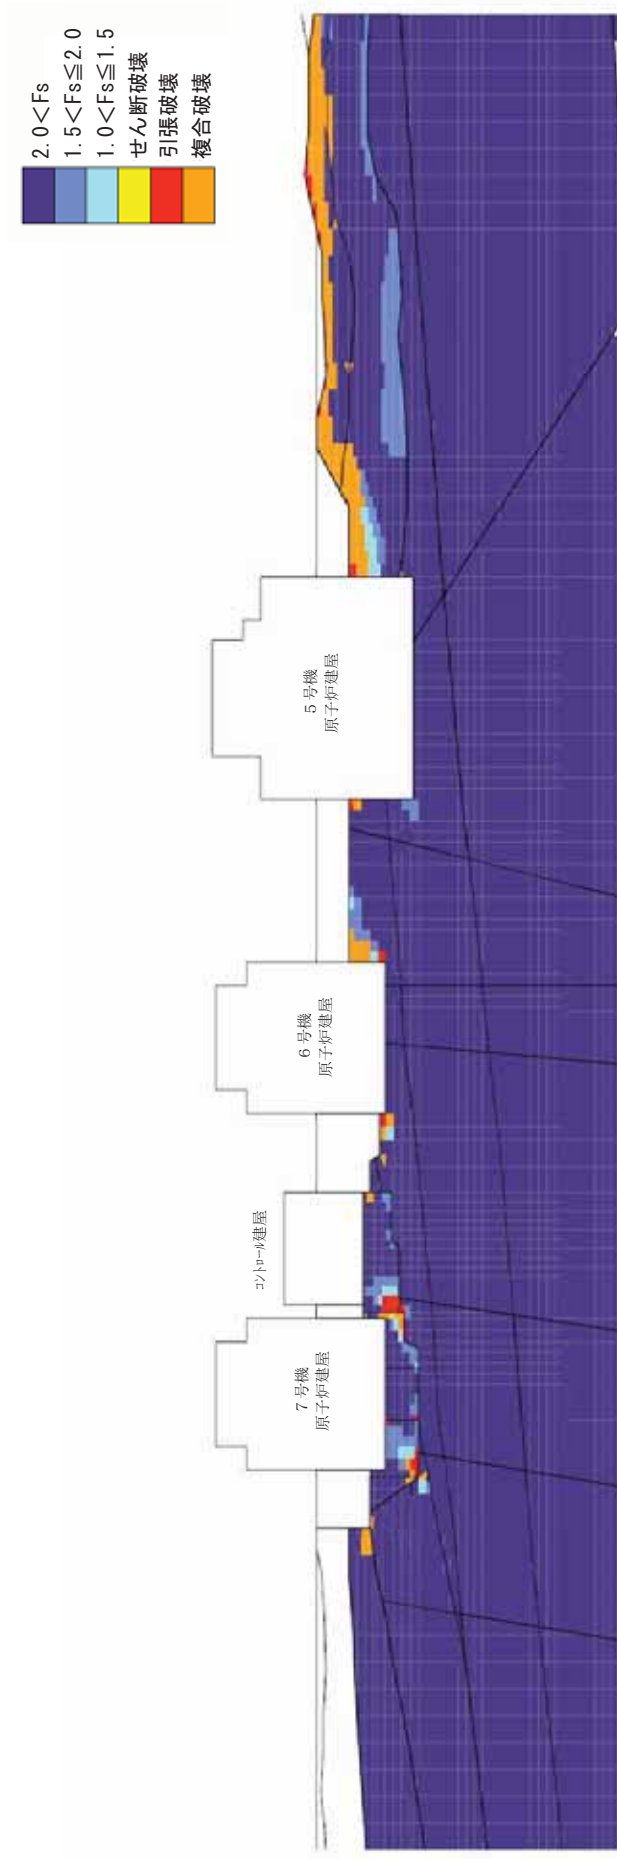 2.0<Fs
1.5<Fs≦2.0
1.0<Fs≦1.5
せん断破壊
引張破壊
複合破壊
7号機
原子炉建屋
コントロール建屋
6号機
原子炉建屋
5号機
原子炉建屋